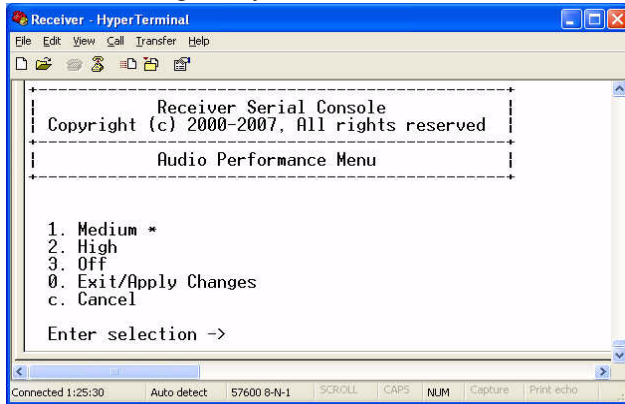 Receiver - HyperTerminal
File Edit View Call Transfer Help
Receiver Serial Console
Copyright (c) 2000-2007, All rights reserved
Audio Performance Menu
1. Medium *
2. High
3. Off
0. Exit/Apply Changes
c. Cancel
Enter selection ->
Connected 1:25:30 Auto detect 57600 8-N-1 SCROLL CAPS NUM Capture Print echo